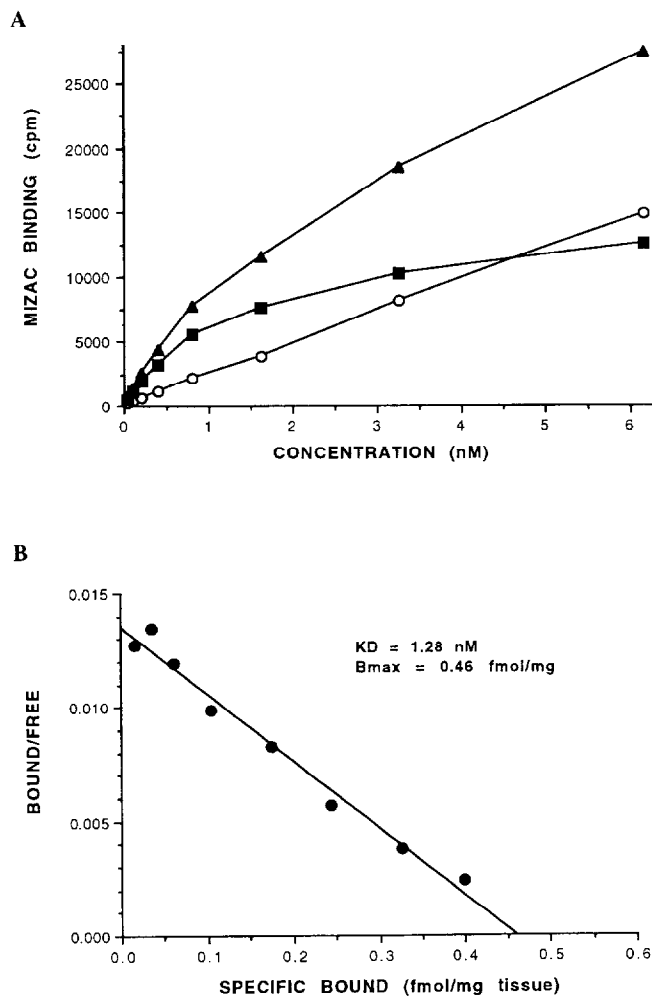 A
MIZAC BINDING (cpm)
25000
20000
15000
10000
5000
0
0 1 2 3 4 5 6
CONCENTRATION (nM)
B
BOUND/FREE
0.015
0.010
0.005
0.000
KD = 1.28 nM
Bmax = 0.46 fmol/mg
0.0 0.1 0.2 0.3 0.4 0.5 0.6
SPECIFIC BOUND (fmol/mg tissue)